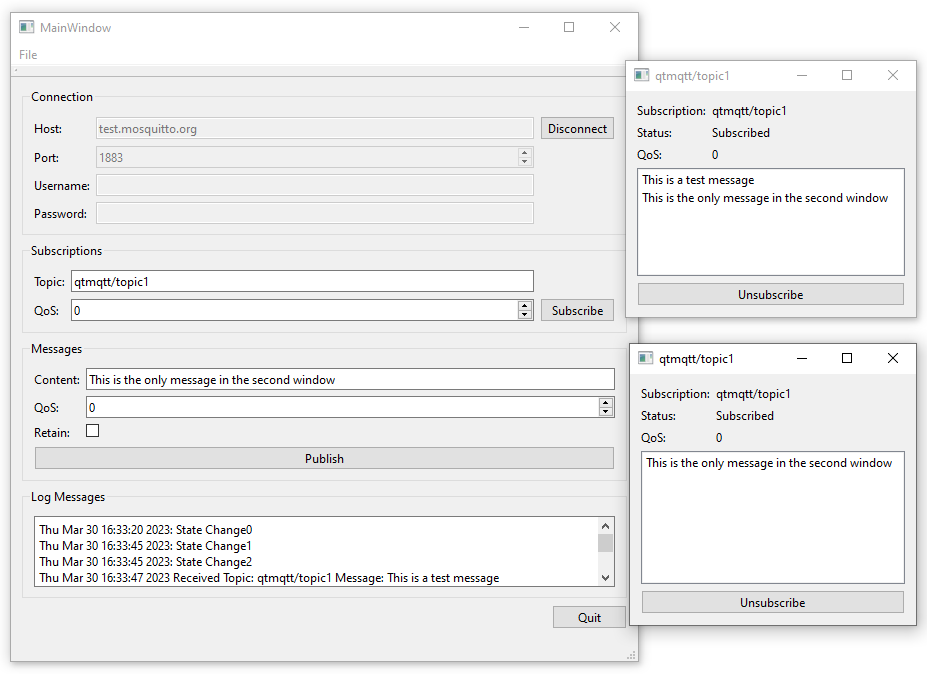 MainWindow
File
Connection
Host: test.mosquitto.org Disconnect
Port: 1883
Username:
Password:
Subscriptions
Topic: qtmqtt/topic1
QoS: 0 Subscribe
Messages
Content: This is the only message in the second window
QoS: 0
Retain:
Publish
Log Messages
Thu Mar 30 16:33:20 2023: State Change0
Thu Mar 30 16:33:45 2023: State Change1
Thu Mar 30 16:33:45 2023: State Change2
Thu Mar 30 16:33:47 2023 Received Topic: qtmqtt/topic1 Message: This is a test message
Quit
qtmqtt/topic1
Subscription: qtmqtt/topic1
Status: Subscribed
QoS: 0
This is a test message
This is the only message in the second window
Unsubscribe
qtmqtt/topic1
Subscription: qtmqtt/topic1
Status: Subscribed
QoS: 0
This is the only message in the second window
Unsubscribe